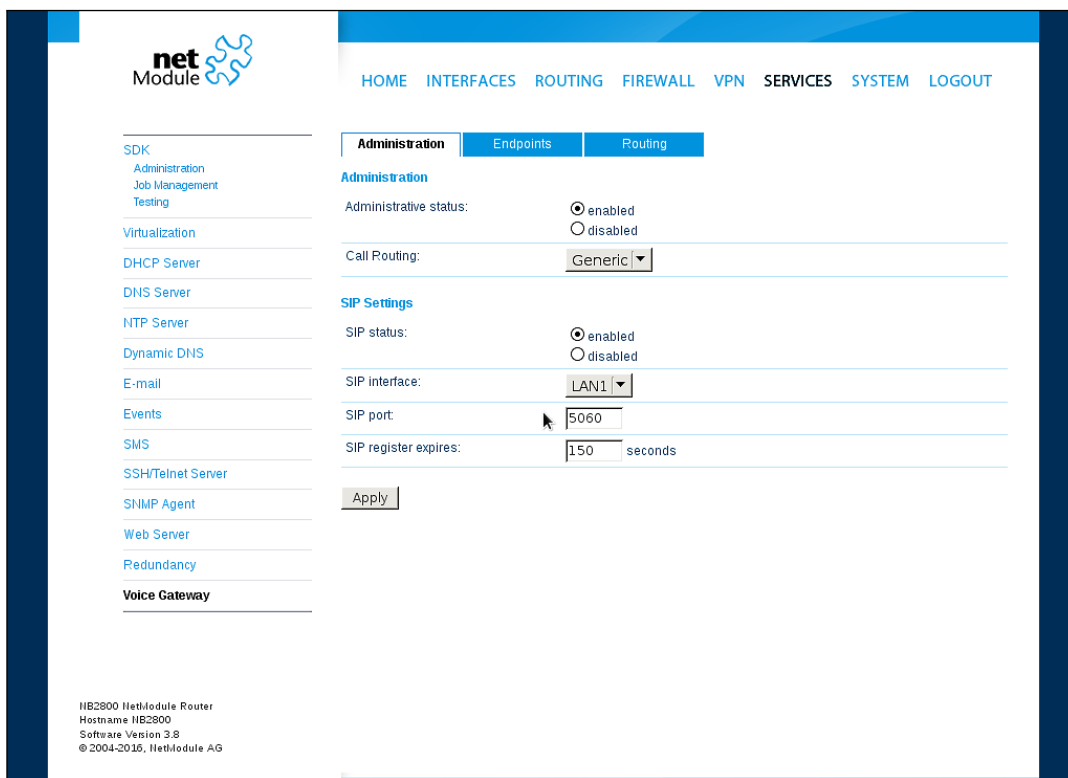 net
Module
HOME INTERFACES ROUTING FIREWALL VPN SERVICES SYSTEM LOGOUT
SDK
Administration
Job Management
Testing
Virtualization
DHCP Server
DNS Server
NTP Server
Dynamic DNS
E-mail
Events
SMS
SSH/Telnet Server
SNMP Agent
Web Server
Redundancy
Voice Gateway
Administration Endpoints Routing
Administration
Administrative status: enabled
disabled
Call Routing: Generic
SIP Settings
SIP status: enabled
disabled
SIP interface: LAN1
SIP port: 5060
SIP register expires: 150 seconds
Apply
NB2800 NetModule Router
Hostname NB2800
Software Version 3.8
© 2004-2016, NetModule AG